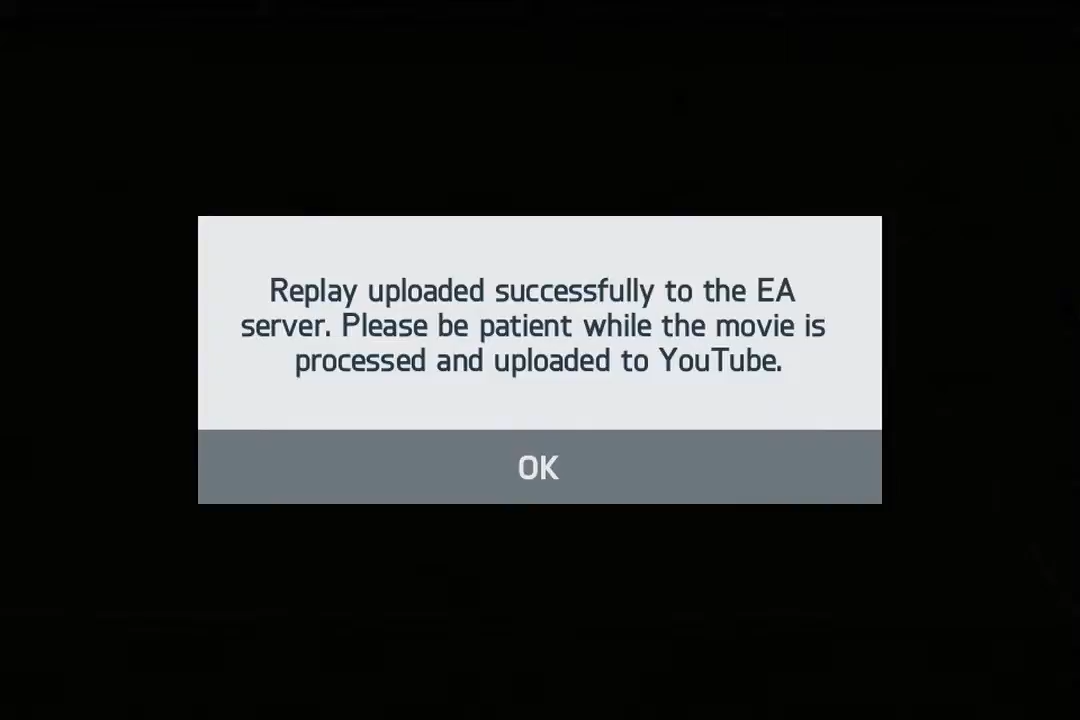 Replay uploaded successfully to the EA
server. Please be patient while the movie is
processed and uploaded to YouTube.
OK